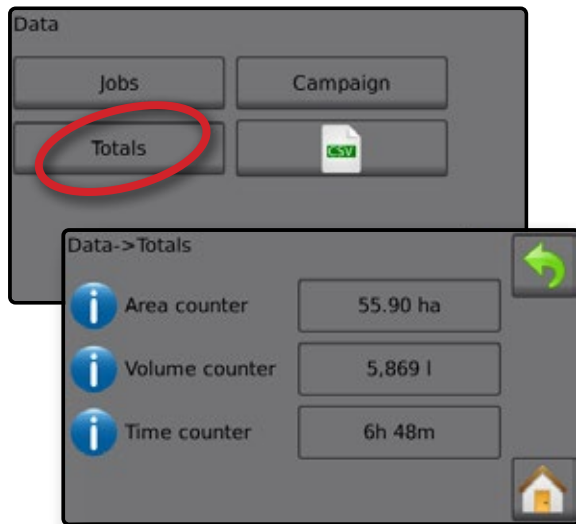 Data
Jobs Campaign
Totals CSV
Data->Totals
Area counter 55.90 ha
Volume counter 5,869 l
Time counter 6h 48m